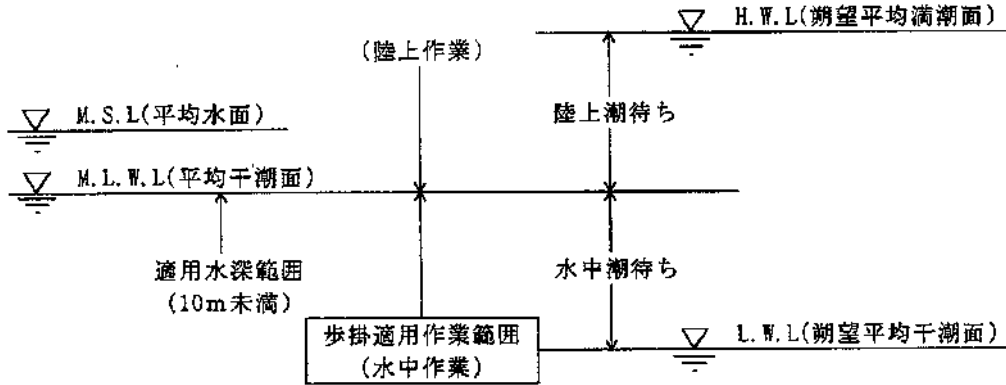 H.W.L(朔望平均満潮面)
(陸上作業)
陸上潮待ち
M.S.L(平均水面)
M.L.W.L(平均干潮面)
適用水深範囲
(10m未満)
水中潮待ち
歩掛適用作業範囲
(水中作業)
L.W.L(朔望平均干潮面)